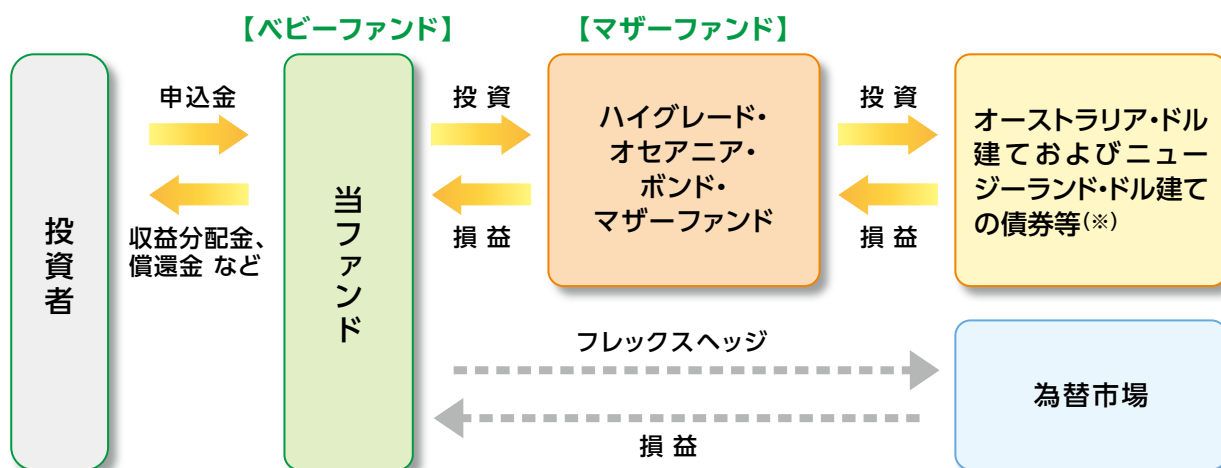 【ベビーファンド】
【マザーファンド】
投資者
申込金
収益分配金、
償還金 など
当ファンド
投 資
損 益
ハイグレード・
オセアニア・
ボンド・
マザーファンド
投 資
損 益
オーストラリア・ドル
建ておよびニュー
ジーランド・ドル建て
の債券等(※)
フレックスヘッジ
損 益
為替市場